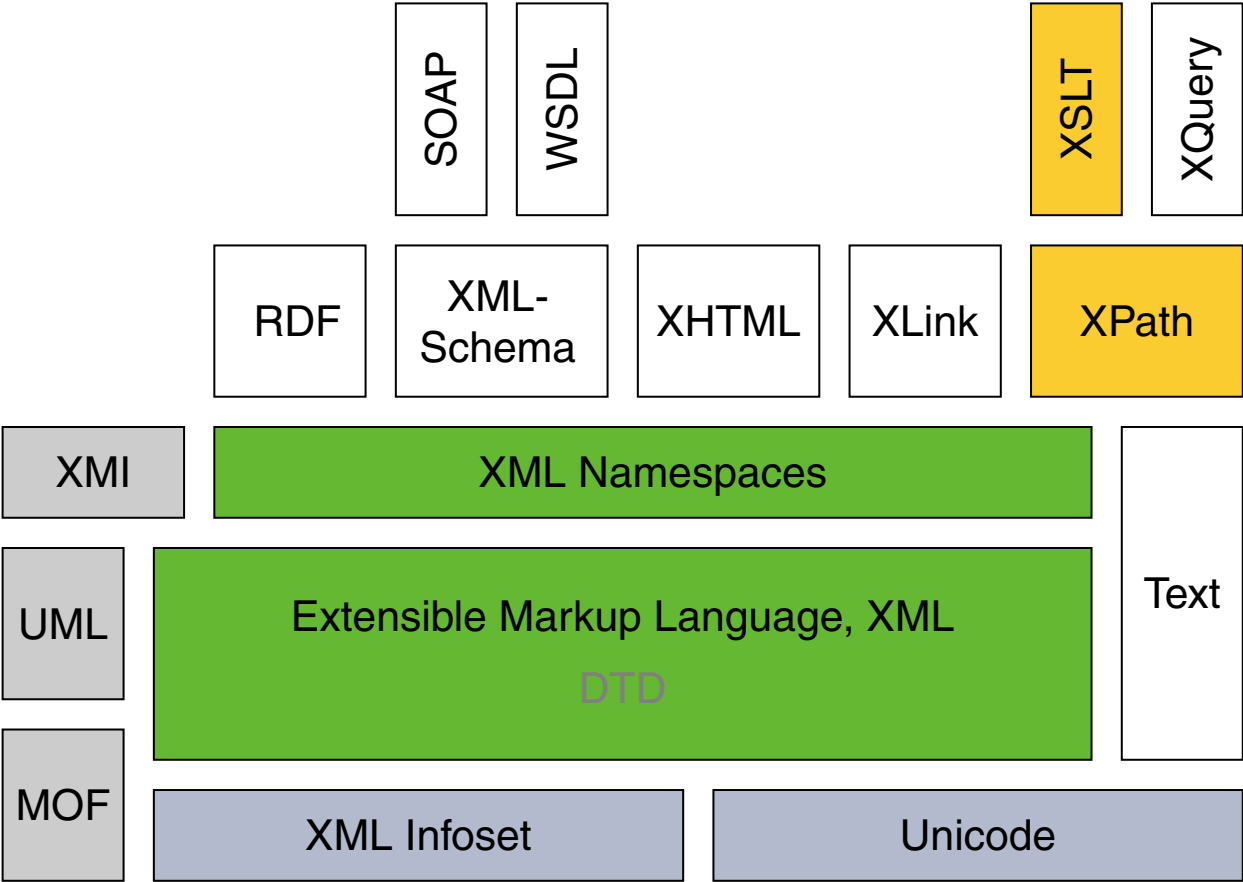 SOAP
WSDL
XSLT
XQuery
RDF
XML-
Schema
XHTML
XLink
XPath
XMI
XML Namespaces
Text
UML
Extensible Markup Language, XML
DTD
MOF
XML Infoset
Unicode